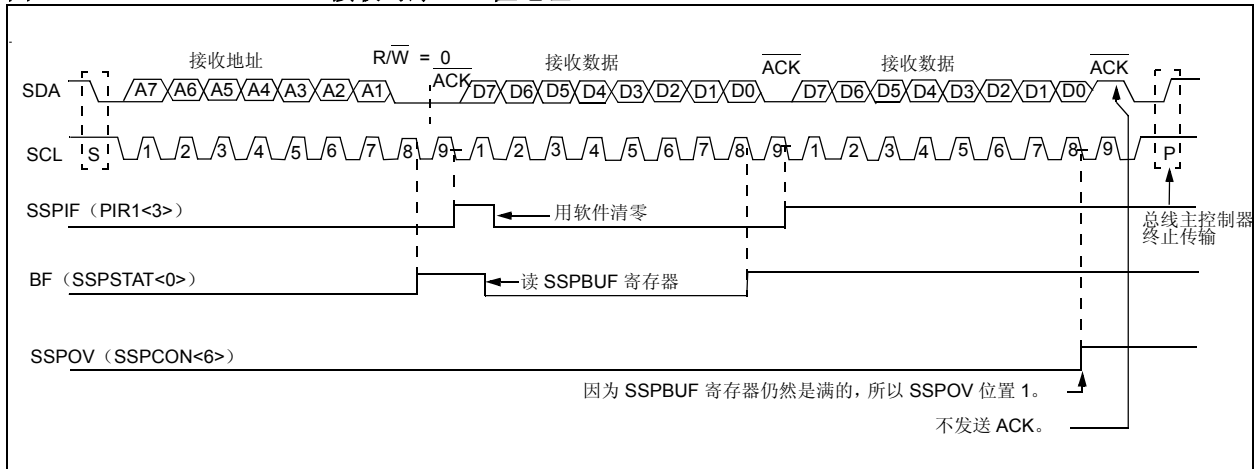 接收地址 R/W = 0 接收数据 接收数据
ACK ACK ACK
SDA A7 A6 A5 A4 A3 A2 A1 D7 D6 D5 D4 D3 D2 D1 D0 D7 D6 D5 D4 D3 D2 D1 D0
SCL S 1 2 3 4 5 6 7 8 9 1 2 3 4 5 6 7 8 9 1 2 3 4 5 6 7 8 9 P
SSPIF（PIR1<3>）
用软件清零
总线主控制器
终止传输
BF（SSPSTAT<0>）
读 SSPBUF 寄存器
SSPOV（SSPCON<6>）
因为 SSPBUF 寄存器仍然是满的，所以 SSPOV 位置 1。
不发送 ACK。